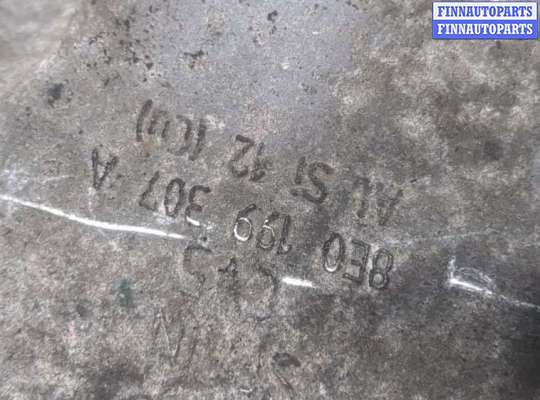 FINNAUTOPARTS
FINNAUTOPARTS
8E0 199 307 A
AL Si 12 (Cu)